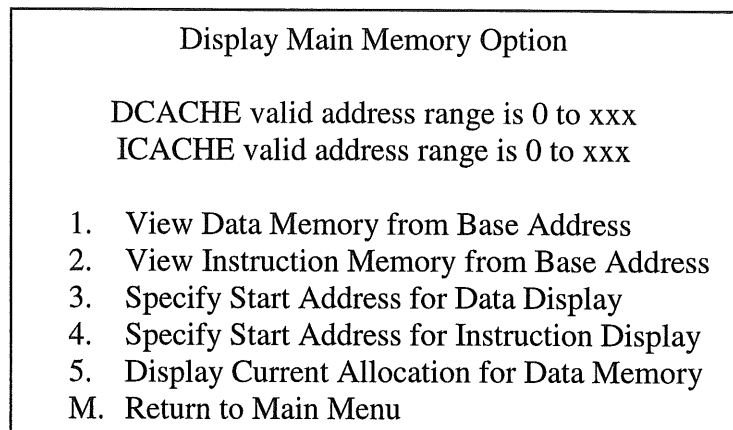 Display Main Memory Option
DCACHE valid address range is 0 to xxx
ICACHE valid address range is 0 to xxx
1. View Data Memory from Base Address
2. View Instruction Memory from Base Address
3. Specify Start Address for Data Display
4. Specify Start Address for Instruction Display
5. Display Current Allocation for Data Memory
M. Return to Main Menu